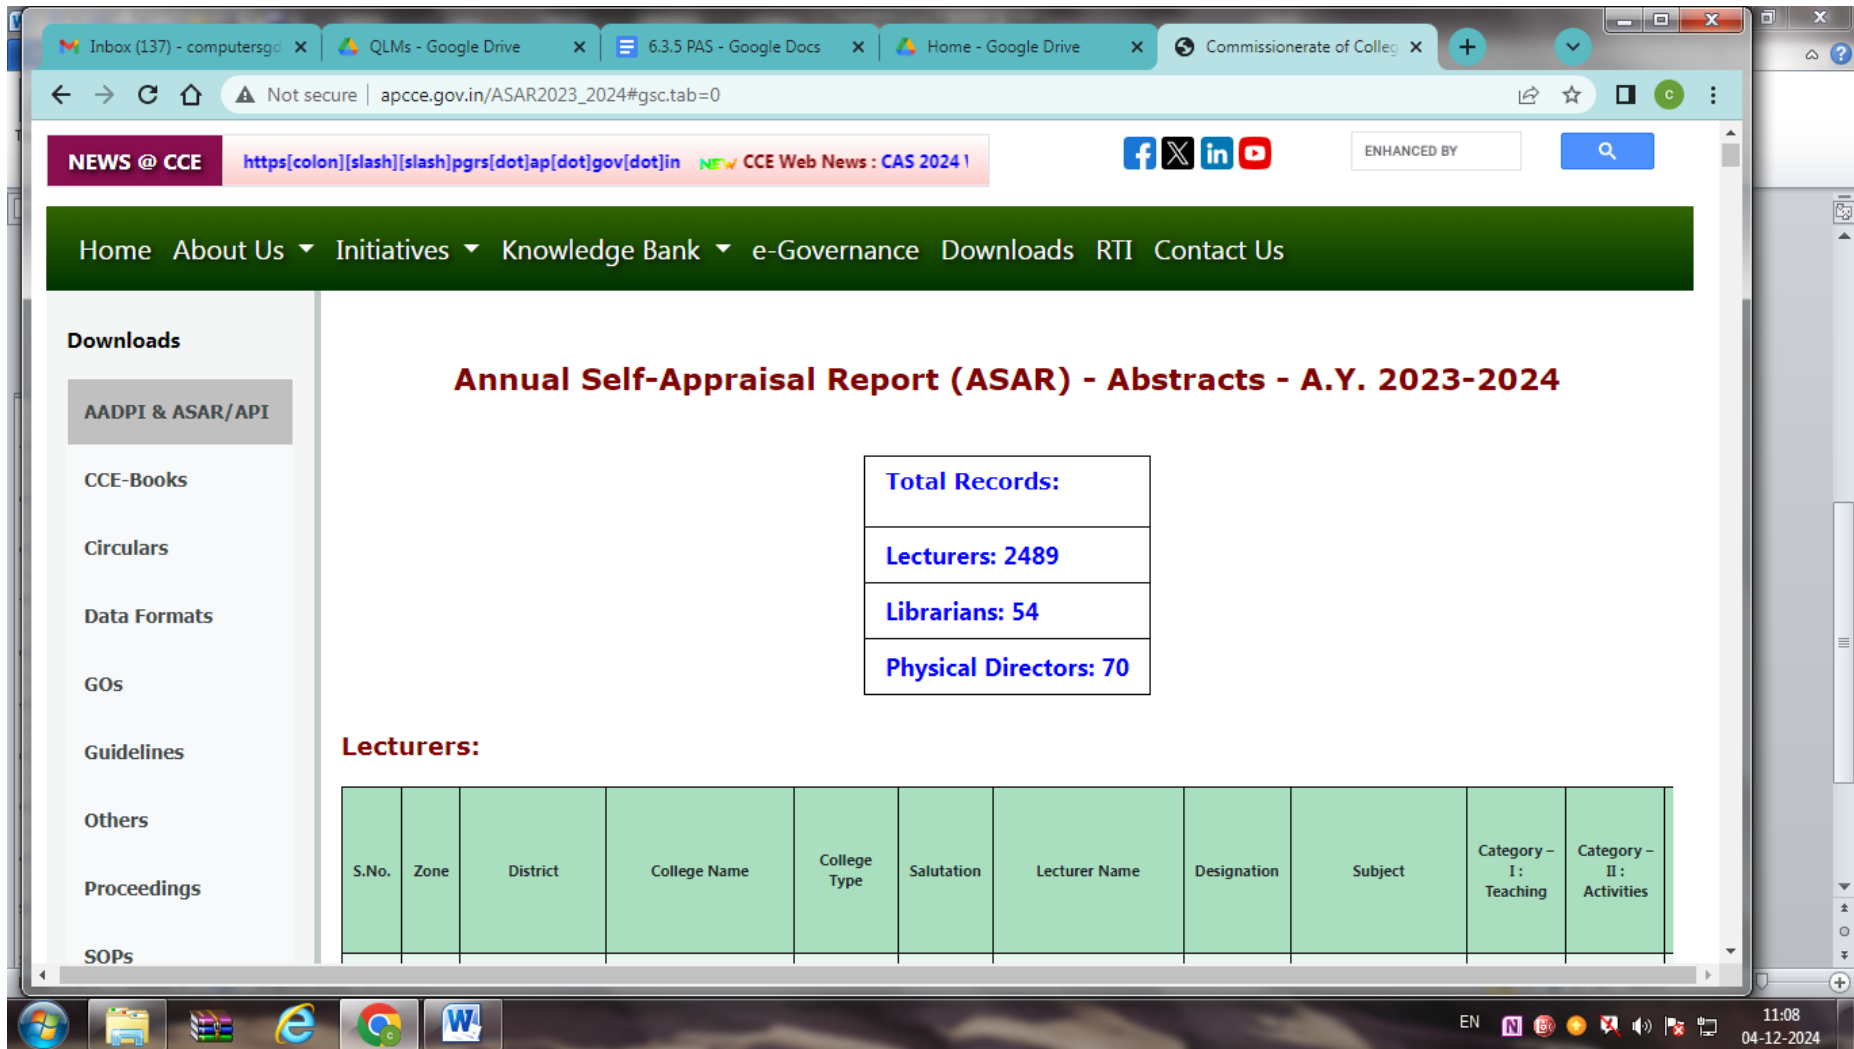 Inbox (137) - computersgd
QLMs - Google Drive
6.3.5 PAS - Google Docs
Home - Google Drive
Commissionerate of Colleg
Not secure | apcce.gov.in/ASAR2023_2024#gsc.tab=0
NEWS @ CCE
https[colon][slash][slash]pgrs[dot]ap[dot]gov[dot]in NEW CCE Web News : CAS 2024
ENHANCED BY
Home About Us Initiatives Knowledge Bank e-Governance Downloads RTI Contact Us
Downloads
AADPI & ASAR/API
CCE-Books
Circulars
Data Formats
GOs
Guidelines
Others
Proceedings
SOPs
Annual Self-Appraisal Report (ASAR) - Abstracts - A.Y. 2023-2024
Total Records:
Lecturers: 2489
Librarians: 54
Physical Directors: 70
Lecturers:
S.No.
Zone
District
College Name
College
Type
Salutation
Lecturer Name
Designation
Subject
Category –
I :
Teaching
Category –
II :
Activities
EN
11:08
04-12-2024